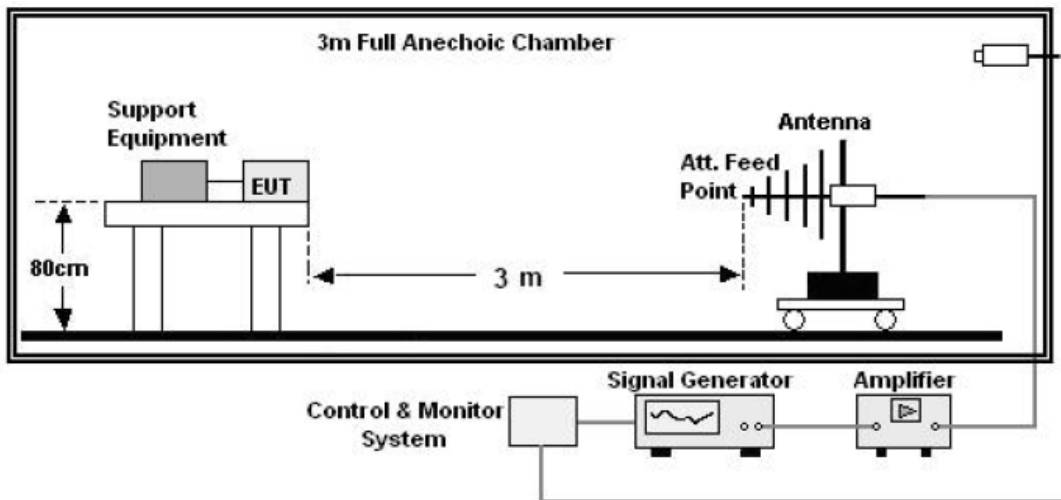 3m Full Anechoic Chamber
Support
Equipment
EUT
Antenna
Att. Feed
Point
80cm
3 m
Signal Generator
Amplifier
Control & Monitor
System